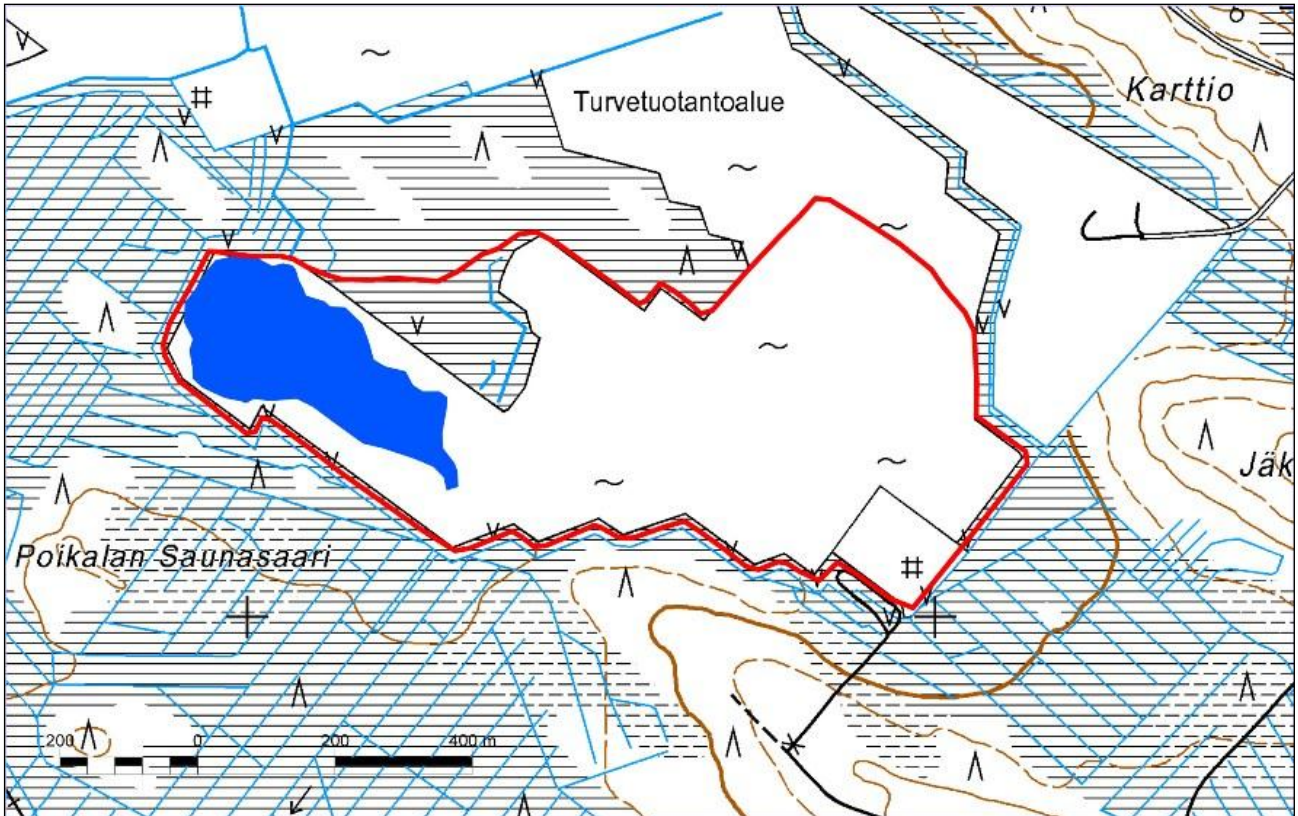 Karttio
Turvetuotantoalue
Jäk
Poikalan Saunasaari
200 0 200 400 m